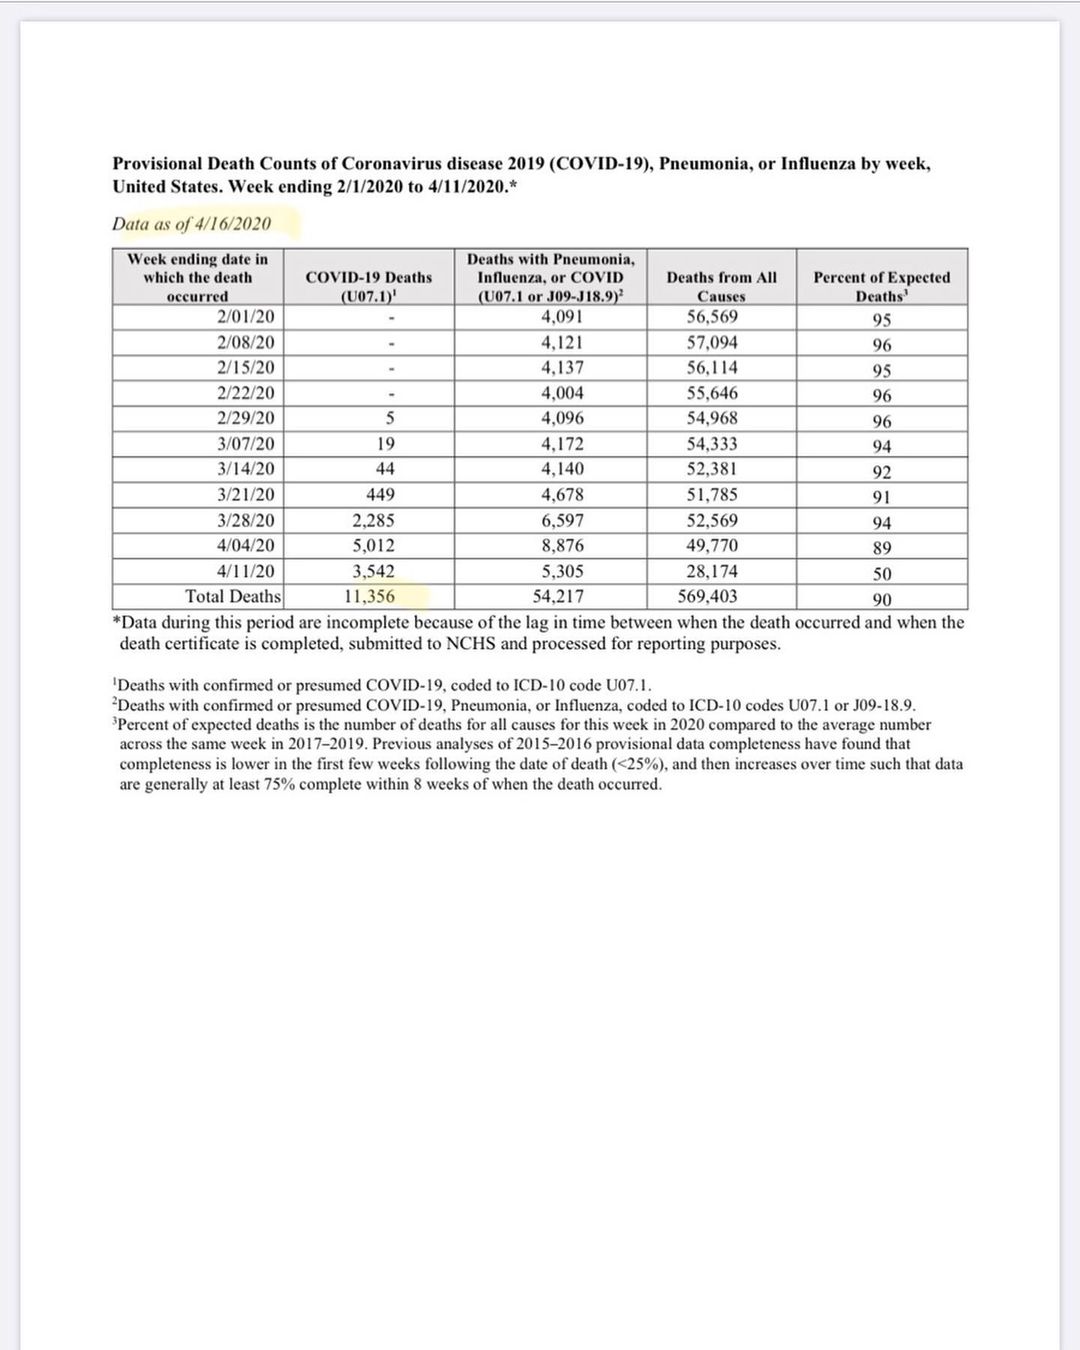 Provisional Death Counts of Coronavirus disease 2019 (COVID-19), Pneumonia, or Influenza by week,
United States. Week ending 2/1/2020 to 4/11/2020.*
Data as of 4/16/2020
Week ending date in which the death occurred | COVID-19 Deaths (U07.1)¹ | Deaths with Pneumonia, Influenza, or COVID (U07.1 or J09-J18.9)² | Deaths from All Causes | Percent of Expected Deaths³
2/01/20 | - | 4,091 | 56,569 | 95
2/08/20 | - | 4,121 | 57,094 | 96
2/15/20 | - | 4,137 | 56,114 | 95
2/22/20 | - | 4,004 | 55,646 | 96
2/29/20 | 5 | 4,096 | 54,968 | 96
3/07/20 | 19 | 4,172 | 54,333 | 94
3/14/20 | 44 | 4,140 | 52,381 | 92
3/21/20 | 449 | 4,678 | 51,785 | 91
3/28/20 | 2,285 | 6,597 | 52,569 | 94
4/04/20 | 5,012 | 8,876 | 49,770 | 89
4/11/20 | 3,542 | 5,305 | 28,174 | 50
Total Deaths | 11,356 | 54,217 | 569,403 | 90
*Data during this period are incomplete because of the lag in time between when the death occurred and when the
death certificate is completed, submitted to NCHS and processed for reporting purposes.
¹Deaths with confirmed or presumed COVID-19, coded to ICD-10 code U07.1.
²Deaths with confirmed or presumed COVID-19, Pneumonia, or Influenza, coded to ICD-10 codes U07.1 or J09-18.9.
³Percent of expected deaths is the number of deaths for all causes for this week in 2020 compared to the average number
across the same week in 2017–2019. Previous analyses of 2015–2016 provisional data completeness have found that
completeness is lower in the first few weeks following the date of death (<25%), and then increases over time such that data
are generally at least 75% complete within 8 weeks of when the death occurred.